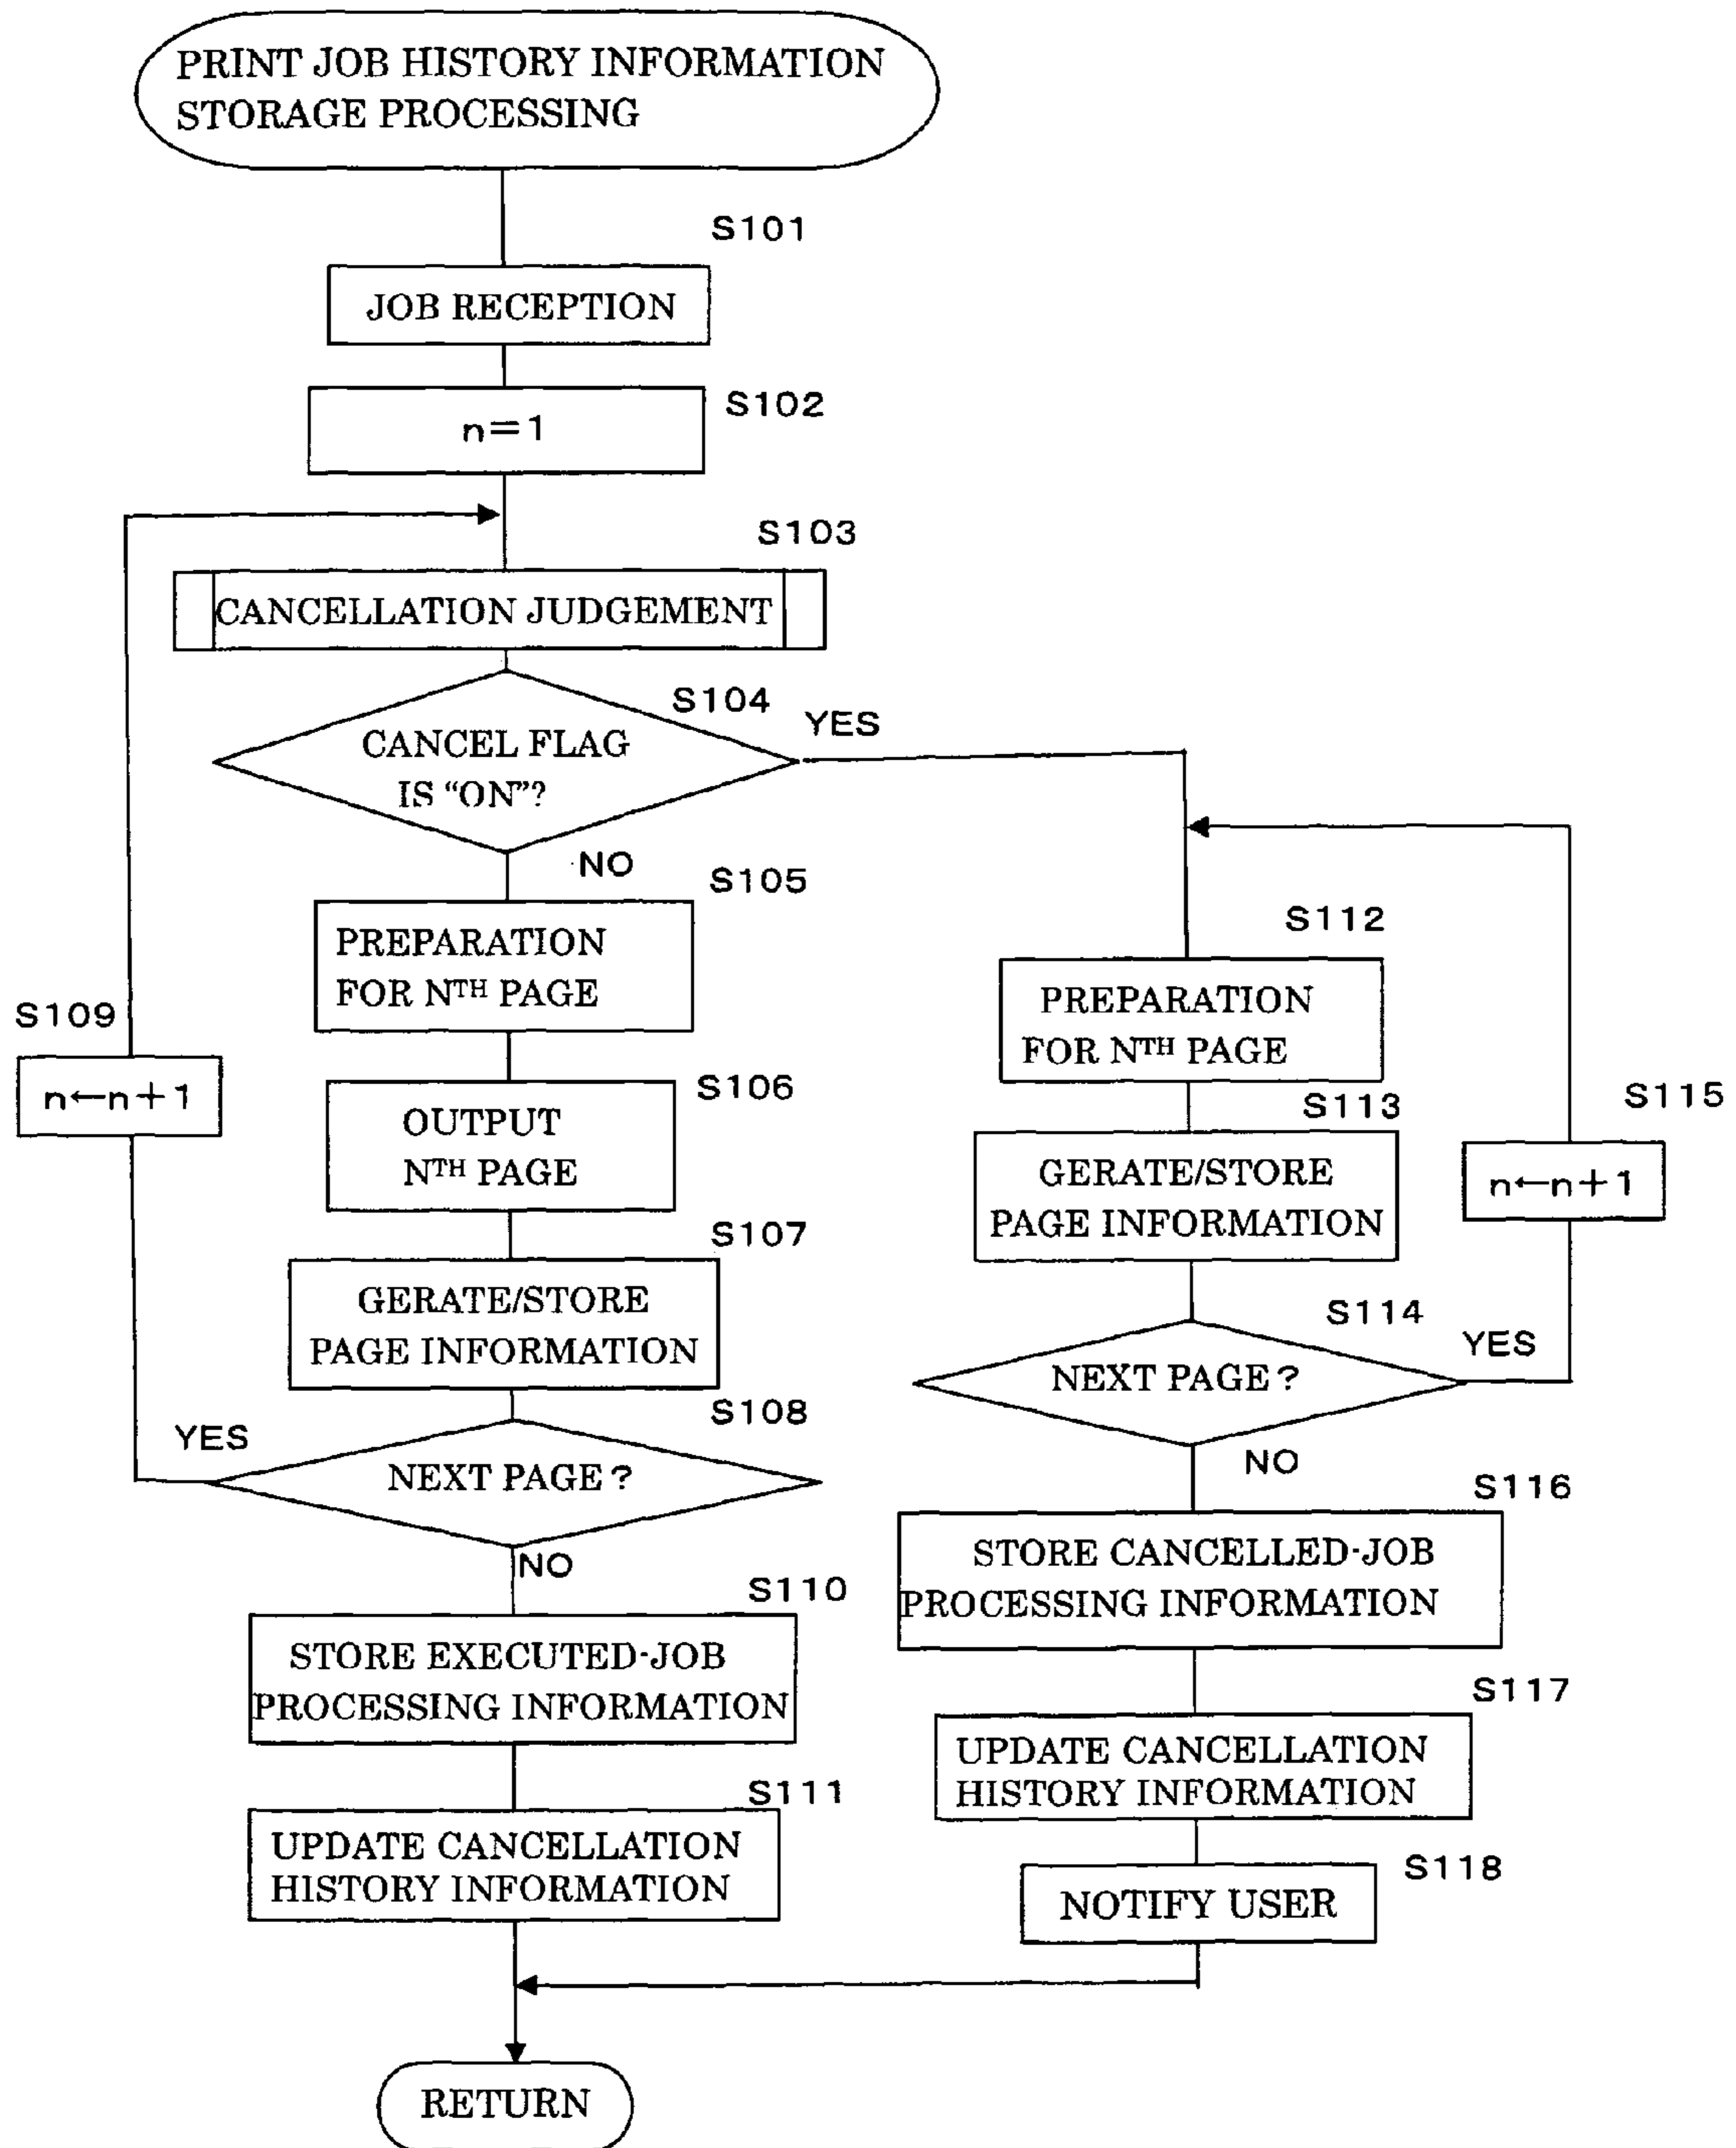 PRINT JOB HISTORY INFORMATION
STORAGE PROCESSING
S101
JOB RECEPTION
S102
n=1
S103
CANCELLATION JUDGEMENT
S104
YES
CANCEL FLAG
IS “ON”?
NO
S105
PREPARATION
FOR NTH PAGE
S106
OUTPUT
NTH PAGE
S107
GERATE/STORE
PAGE INFORMATION
S108
YES
NEXT PAGE?
NO
S109
n←n+1
S110
STORE EXECUTED-JOB
PROCESSING INFORMATION
S111
UPDATE CANCELLATION
HISTORY INFORMATION
S112
PREPARATION
FOR NTH PAGE
S113
GERATE/STORE
PAGE INFORMATION
S114
YES
NEXT PAGE?
NO
S115
n←n+1
S116
STORE CANCELLED-JOB
PROCESSING INFORMATION
S117
UPDATE CANCELLATION
HISTORY INFORMATION
S118
NOTIFY USER
RETURN